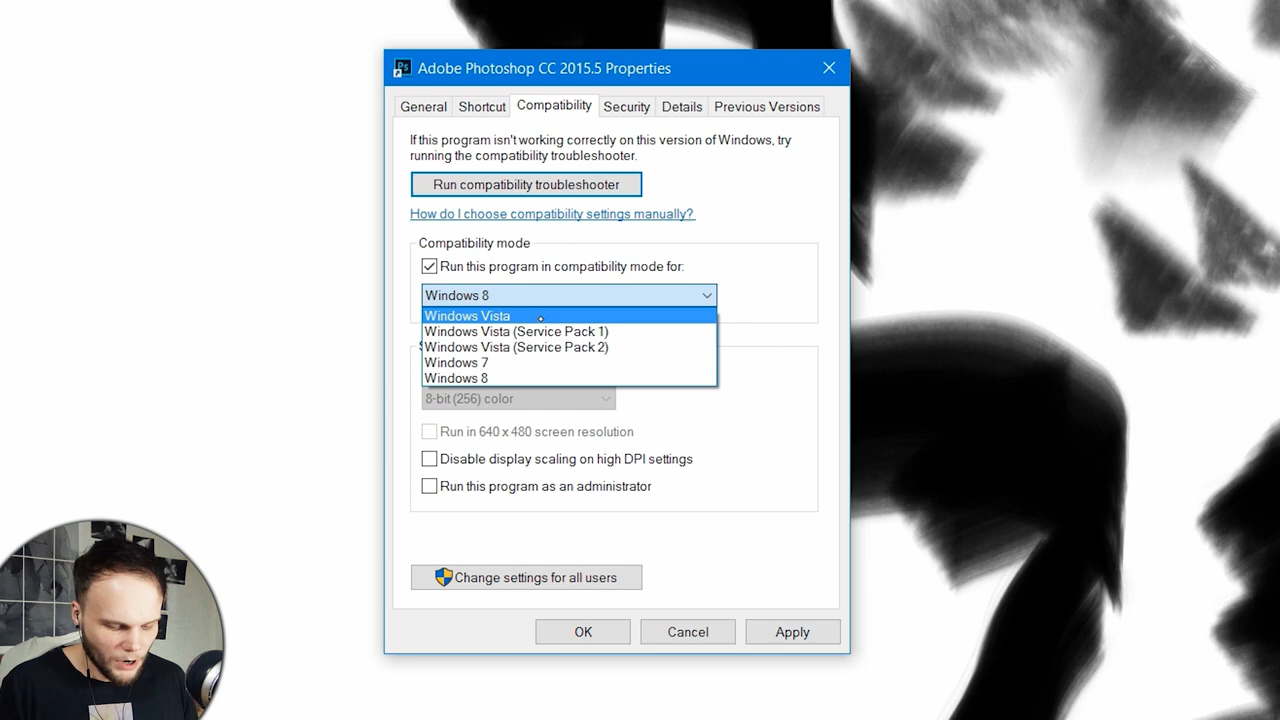 Ps Adobe Photoshop CC 2015.5 Properties
General Shortcut Compatibility Security Details Previous Versions
If this program isn't working correctly on this version of Windows, try
running the compatibility troubleshooter.
Run compatibility troubleshooter
How do I choose compatibility settings manually?
Compatibility mode
Run this program in compatibility mode for:
Windows 8
Windows Vista
Windows Vista (Service Pack 1)
Windows Vista (Service Pack 2)
Windows 7
Windows 8
8-bit (256) color
Run in 640 x 480 screen resolution
Disable display scaling on high DPI settings
Run this program as an administrator
Change settings for all users
OK Cancel Apply